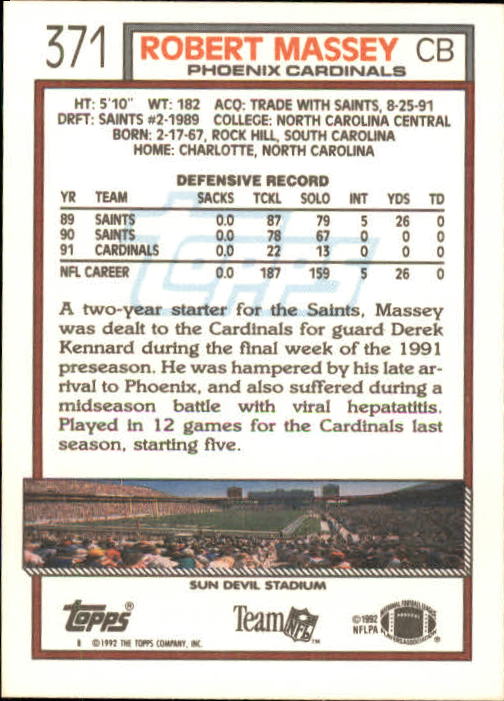 371 ROBERT MASSEY CB
PHOENIX CARDINALS
HT: 5'10" WT: 182 ACQ: TRADE WITH SAINTS, 8-25-91
DRFT: SAINTS #2-1989 COLLEGE: NORTH CAROLINA CENTRAL
BORN: 2-17-67, ROCK HILL, SOUTH CAROLINA
HOME: CHARLOTTE, NORTH CAROLINA
DEFENSIVE RECORD
YR TEAM SACKS TCKL SOLO INT YDS TD
89 SAINTS 0.0 87 79 5 26 0
90 SAINTS 0.0 78 67 0 0 0
91 CARDINALS 0.0 22 13 0 0 0
NFL CAREER 0.0 187 159 5 26 0
Topps
A two-year starter for the Saints, Massey
was dealt to the Cardinals for guard Derek
Kennard during the final week of the 1991
preseason. He was hampered by his late ar-
rival to Phoenix, and also suffered during a
midseason battle with viral hepatatitis.
Played in 12 games for the Cardinals last
season, starting five.
SUN DEVIL STADIUM
Topps® Team NFL™ ©1992 NFLPA
B ©1992 THE TOPPS COMPANY, INC.